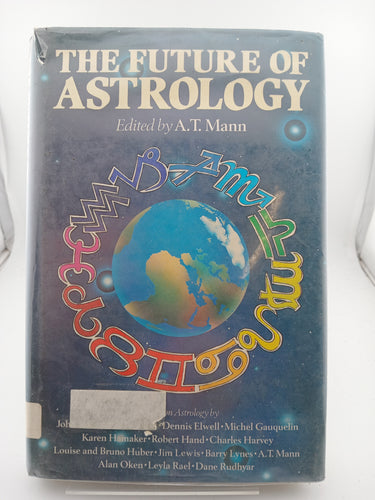 THE FUTURE OF
ASTROLOGY
Edited by A.T. Mann
on Astrology by
Dennis Elwell • Michel Gauquelin
Karen Hamaker • Robert Hand • Charles Harvey
Louise and Bruno Huber • Jim Lewis • Barry Lynes • A.T. Mann
Alan Oken • Leyla Rael • Dane Rudhyar